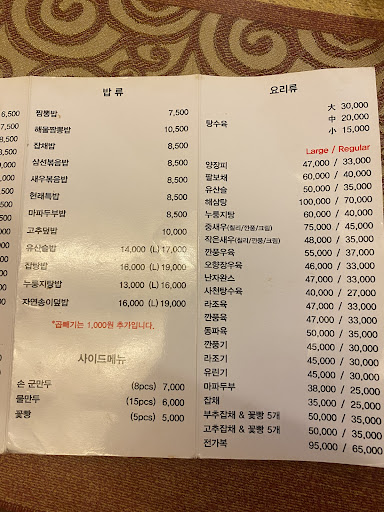 6,500
8,500
밥 류
짬뽕밥 7,500
해물짬뽕밥 10,500
잡채밥 8,500
삼선볶음밥 8,500
새우볶음밥 8,500
현래특밥 8,500
마파두부밥 8,500
고추덮밥 10,000
유산슬밥 14,000 (L) 17,000
잡탕밥 16,000 (L) 19,000
누룽지탕밥 13,000 (L) 16,000
자연송이덮밥 16,000 (L) 19,000
*곱빼기는 1,000원 추가입니다.
사이드메뉴
손 군만두 (8pcs) 7,000
물만두 (15pcs) 6,000
꽃빵 (5pcs) 5,000
요리류
大 30,000
탕수육 中 20,000
小 15,000
Large / Regular
양장피 47,000 / 33,000
팔보채 60,000 / 40,000
유산슬 50,000 / 35,000
해삼탕 100,000 / 70,000
누룽지탕 60,000 / 40,000
중새우(칠리/깐풍/크림) 75,000 / 45,000
작은새우(칠리/깐풍/크림) 48,000 / 35,000
깐풍우육 55,000 / 37,000
오향장우육 46,000 / 33,000
난자완스 47,000 / 33,000
사천탕수육 40,000 / 27,000
라조육 47,000 / 33,000
깐풍육 47,000 / 33,000
동파육 50,000 / 35,000
깐풍기 45,000 / 30,000
라조기 45,000 / 30,000
유린기 45,000 / 30,000
마파두부 38,000 / 25,000
잡채 35,000 / 25,000
부추잡채 & 꽃빵 5개 50,000 / 35,000
고추잡채 & 꽃빵 5개 50,000 / 35,000
전가복 95,000 / 65,000